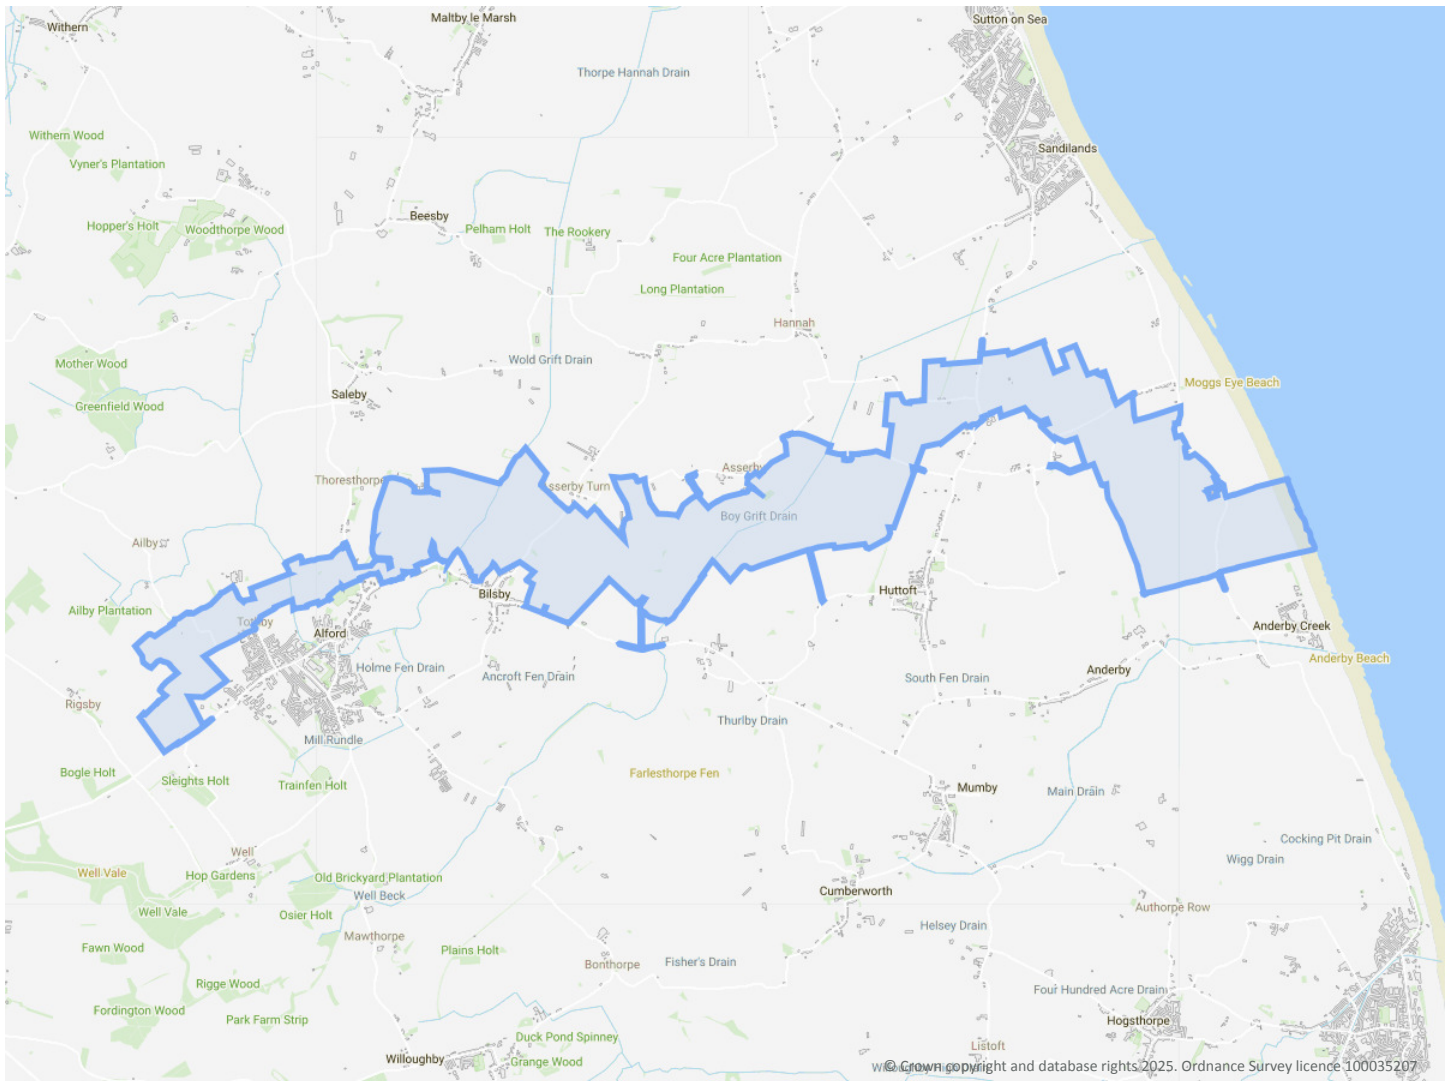 Withern
Maltby le Marsh
Sutton on Sea
Thorpe Hannah Drain
Withern Wood
Vyner's Plantation
Sandilands
Hopper's Holt
Woodthorpe Wood
Beesby
Pelham Holt
The Rookery
Four Acre Plantation
Long Plantation
Hannah
Wold Grift Drain
Mother Wood
Moggs Eye Beach
Saleby
Greenfield Wood
Thoresthorpe
Asserby
sserby Turn
Boy Grift Drain
Ailby
Bilsby
Huttoft
Ailby Plantation
Alford
Anderby Creek
Anderby Beach
Holme Fen Drain
Ancroft Fen Drain
South Fen Drain
Anderby
Rigsby
Thurlby Drain
Mill Rundle
Bogle Holt
Sleights Holt
Trainfen Holt
Farlesthorpe Fen
Mumby
Main Drain
Cocking Pit Drain
Well
Wigg Drain
Well Vale
Hop Gardens
Old Brickyard Plantation
Well Beck
Cumberworth
Well Vale
Osier Holt
Authorpe Row
Helsey Drain
Mawthorpe
Fawn Wood
Plains Holt
Bonthorpe
Fisher's Drain
Rigge Wood
Four Hundred Acre Drain
Fordington Wood
Park Farm Strip
Hogsthorpe
Duck Pond Spinney
Listoft
Willoughby
Grange Wood
© Crown copyright and database rights 2025. Ordnance Survey licence 100035207